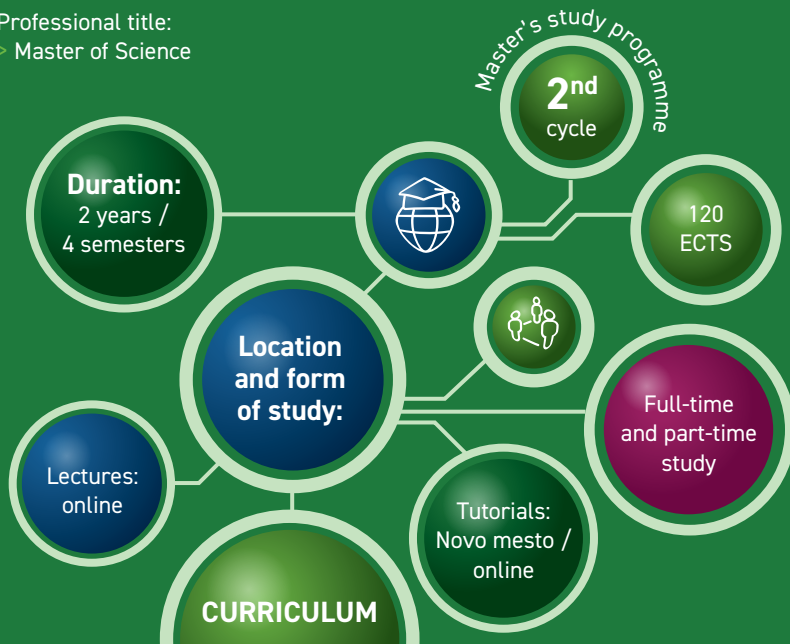 Professional title:
> Master of Science
Master's study programme
2nd
cycle
Duration:
2 years /
4 semesters
120
ECTS
Location
and form
of study:
Full-time
and part-time
study
Lectures:
online
Tutorials:
Novo mesto /
online
CURRICULUM